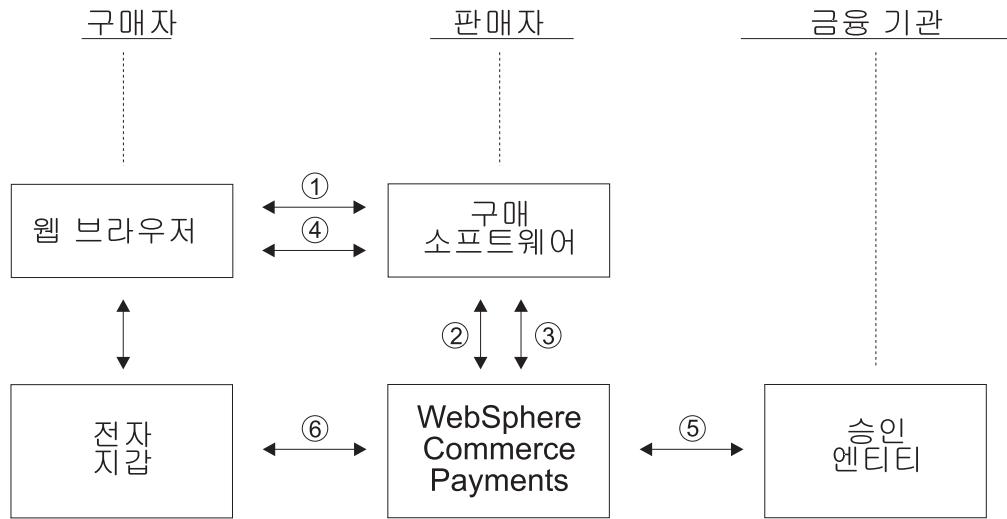 구매자
판매자
금융 기관
①
웹 브라우저
④
구매
소프트웨어
②
③
전자
지갑
⑥
WebSphere
Commerce
Payments
⑤
승인
엔티티